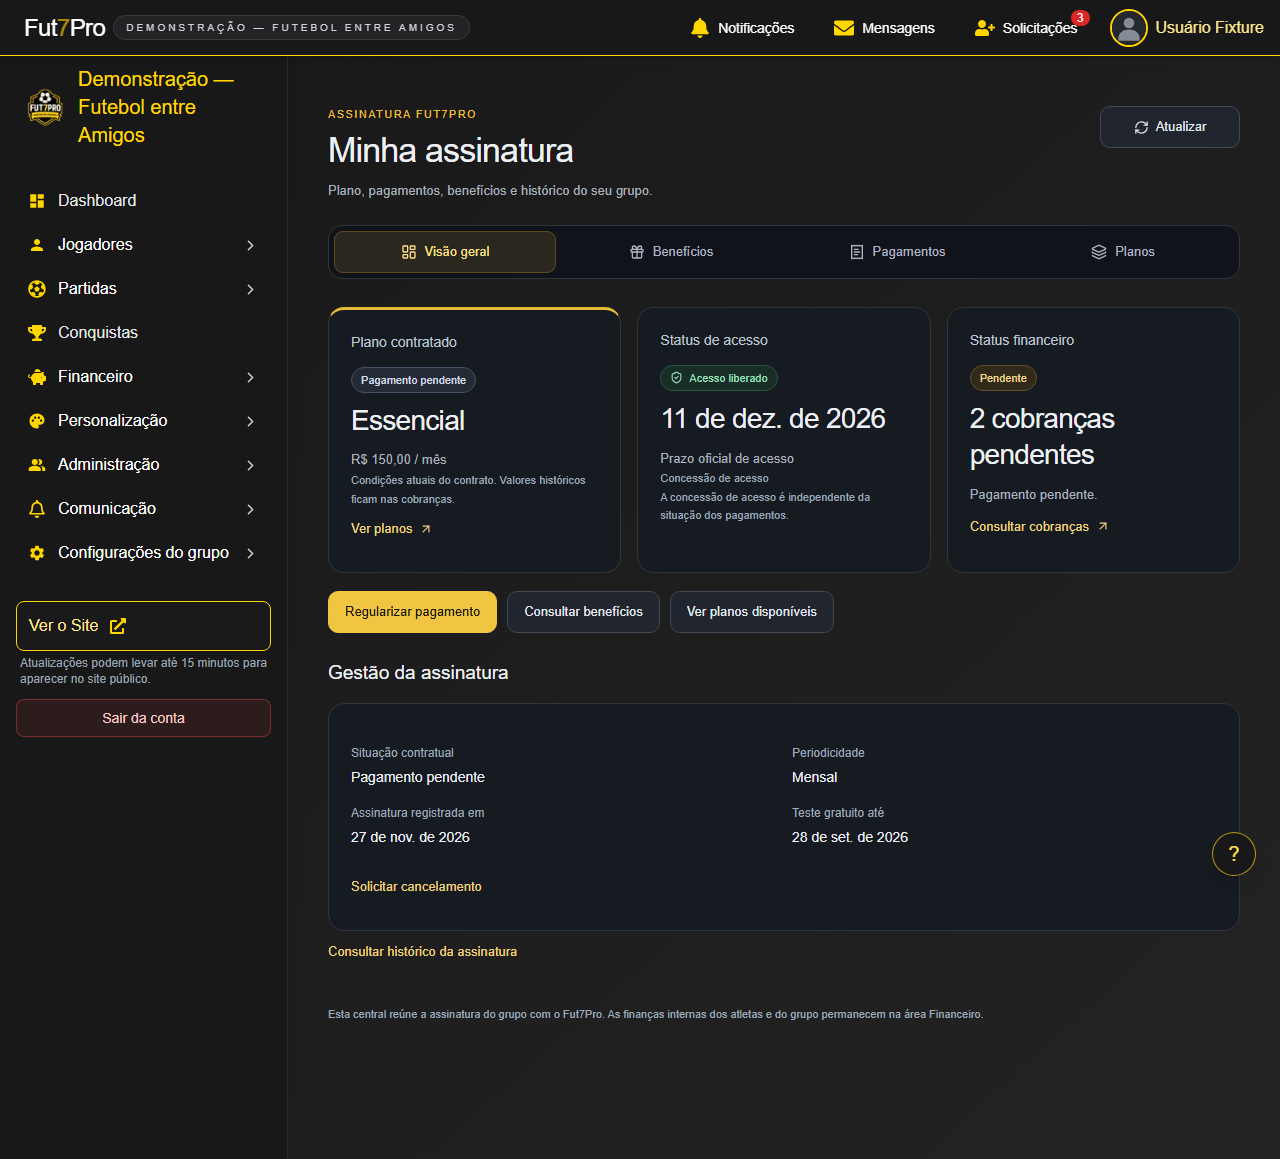 Fut7Pro
DEMONSTRAÇÃO — FUTEBOL ENTRE AMIGOS
Notificações
Mensagens
Solicitações
3
Usuário Fixture
FUT7PRO
Demonstração —
Futebol entre
Amigos
Dashboard
Jogadores
Partidas
Conquistas
Financeiro
Personalização
Administração
Comunicação
Configurações do grupo
Ver o Site
Atualizações podem levar até 15 minutos para
aparecer no site público.
Sair da conta
ASSINATURA FUT7PRO
Minha assinatura
Plano, pagamentos, benefícios e histórico do seu grupo.
Atualizar
Visão geral
Benefícios
Pagamentos
Planos
Plano contratado
Pagamento pendente
Essencial
R$ 150,00 / mês
Condições atuais do contrato. Valores históricos
ficam nas cobranças.
Ver planos
Status de acesso
Acesso liberado
11 de dez. de 2026
Prazo oficial de acesso
Concessão de acesso
A concessão de acesso é independente da
situação dos pagamentos.
Status financeiro
Pendente
2 cobranças
pendentes
Pagamento pendente.
Consultar cobranças
Regularizar pagamento
Consultar benefícios
Ver planos disponíveis
Gestão da assinatura
Situação contratual
Pagamento pendente
Periodicidade
Mensal
Assinatura registrada em
27 de nov. de 2026
Teste gratuito até
28 de set. de 2026
Solicitar cancelamento
?
Consultar histórico da assinatura
Esta central reúne a assinatura do grupo com o Fut7Pro. As finanças internas dos atletas e do grupo permanecem na área Financeiro.